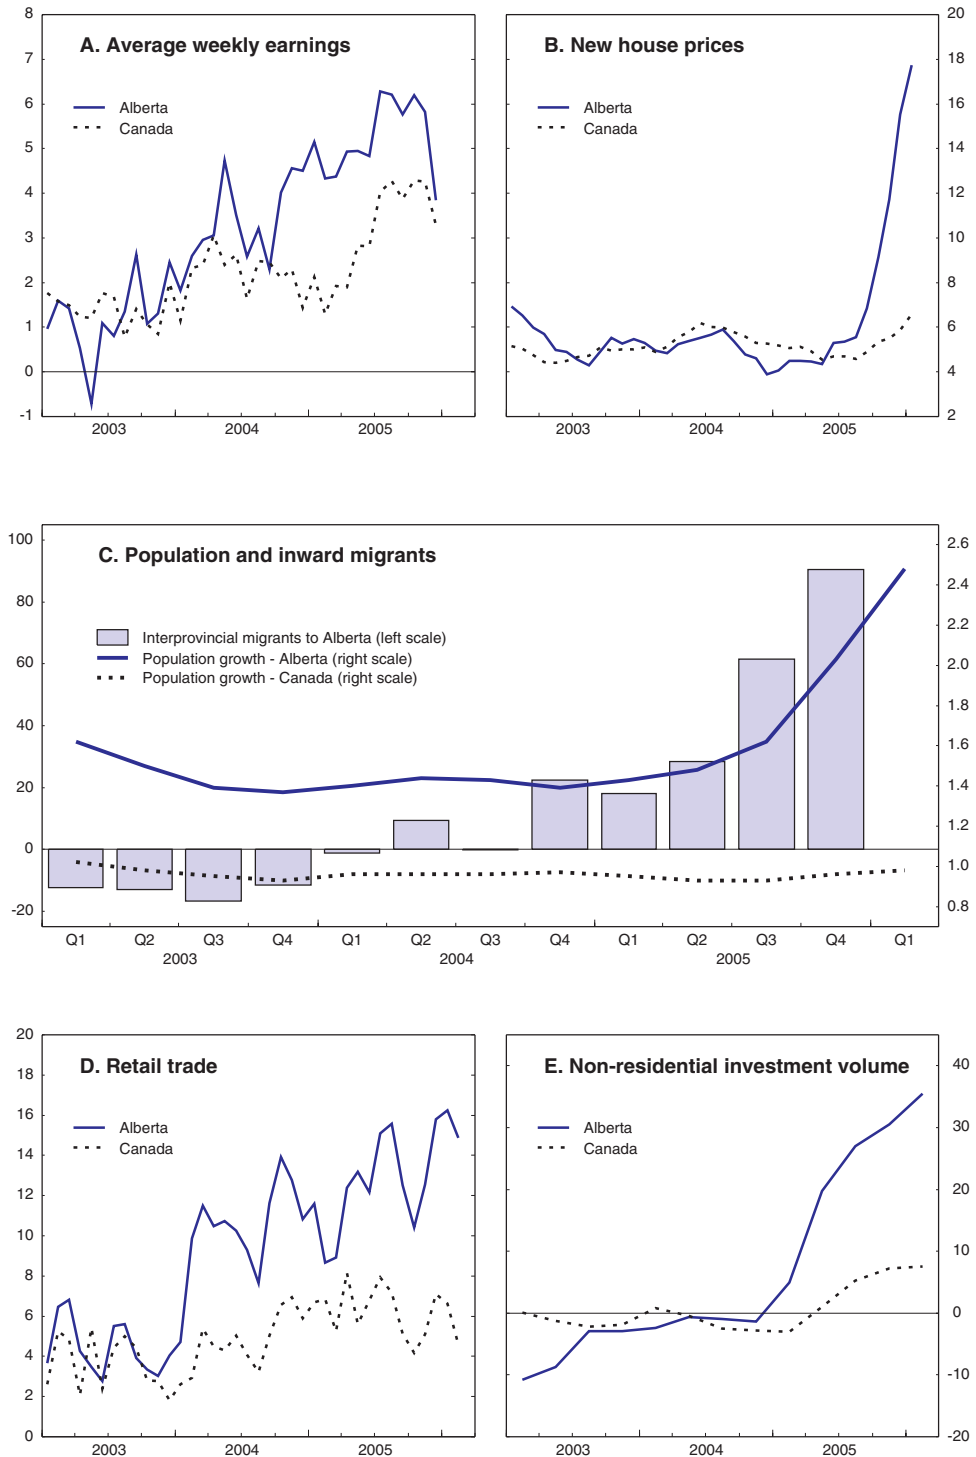 A. Average weekly earnings
Alberta
Canada
8
7
6
5
4
3
2
1
0
-1
2003 2004 2005
B. New house prices
Alberta
Canada
20
18
16
14
12
10
8
6
4
2
2003 2004 2005
C. Population and inward migrants
Interprovincial migrants to Alberta (left scale)
Population growth - Alberta (right scale)
Population growth - Canada (right scale)
100
80
60
40
20
0
-20
2.6
2.4
2.2
2.0
1.8
1.6
1.4
1.2
1.0
0.8
Q1 Q2 Q3 Q4 Q1 Q2 Q3 Q4 Q1 Q2 Q3 Q4 Q1
2003 2004 2005
D. Retail trade
Alberta
Canada
20
18
16
14
12
10
8
6
4
2
0
2003 2004 2005
E. Non-residential investment volume
Alberta
Canada
40
30
20
10
0
-10
-20
2003 2004 2005